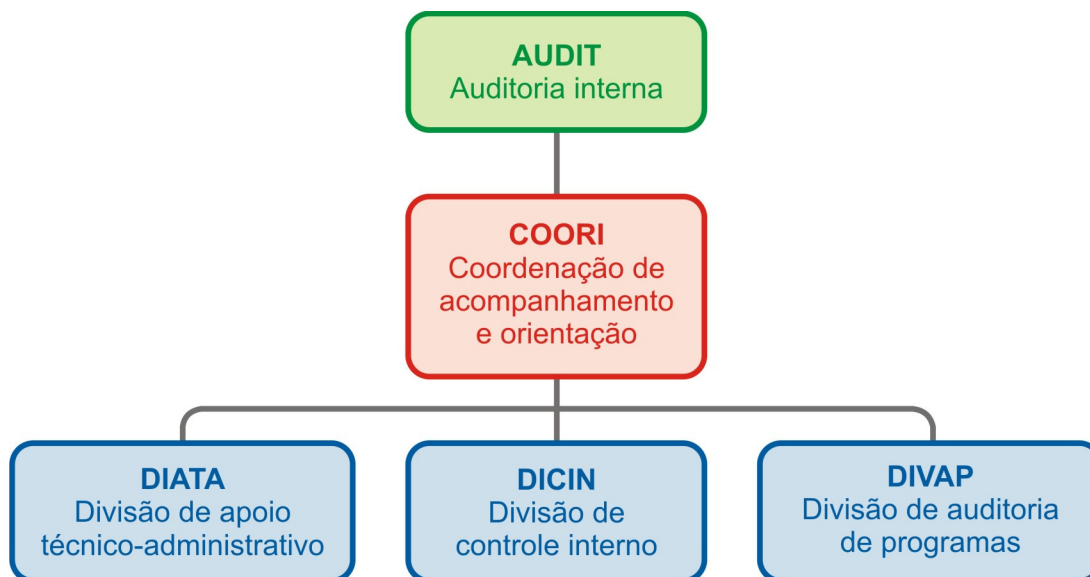 AUDIT
Auditoria interna
COORI
Coordenação de
acompanhamento
e orientação
DIATA
Divisão de apoio
técnico-administrativo
DICIN
Divisão de
controle interno
DIVAP
Divisão de auditoria
de programas